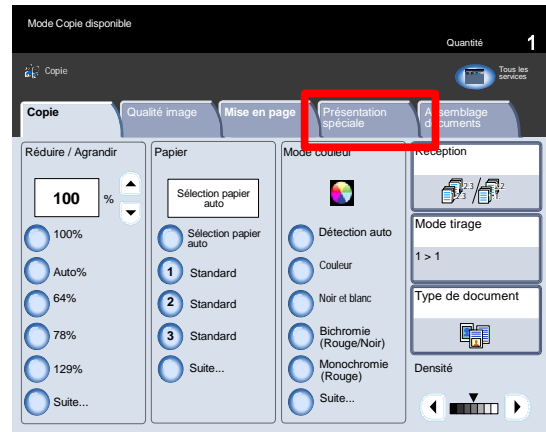 Mode Copie disponible
Quantité 1
Copie
Tous les
services
Copie
Qualité image
Mise en page
Présentation
spéciale
Assemblage
documents
Réduire / Agrandir
100 %
100%
Auto%
64%
78%
129%
Suite...
Papier
Sélection papier
auto
Sélection papier
auto
1 Standard
2 Standard
3 Standard
Suite...
Mode couleur
Détection auto
Couleur
Noir et blanc
Bichromie
(Rouge/Noir)
Monochromie
(Rouge)
Suite...
Réception
Mode tirage
1 > 1
Type de document
Densité